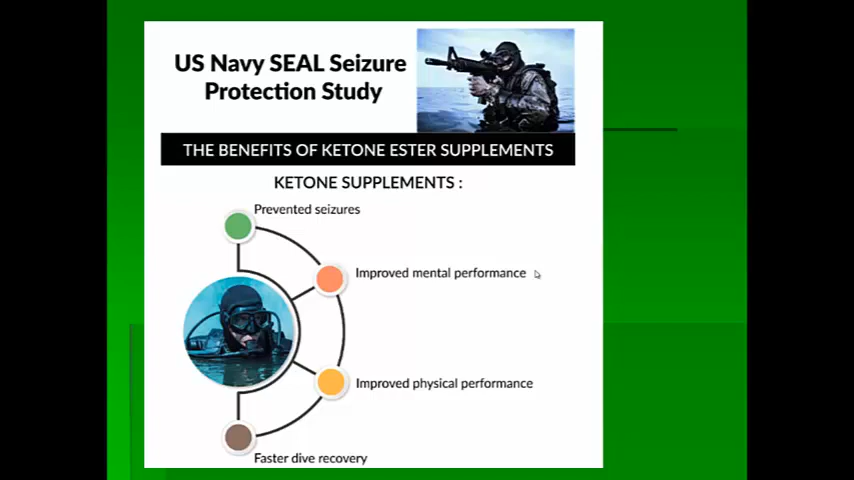 US Navy SEAL Seizure
Protection Study
THE BENEFITS OF KETONE ESTER SUPPLEMENTS
KETONE SUPPLEMENTS :
Prevented seizures
Improved mental performance
Improved physical performance
Faster dive recovery